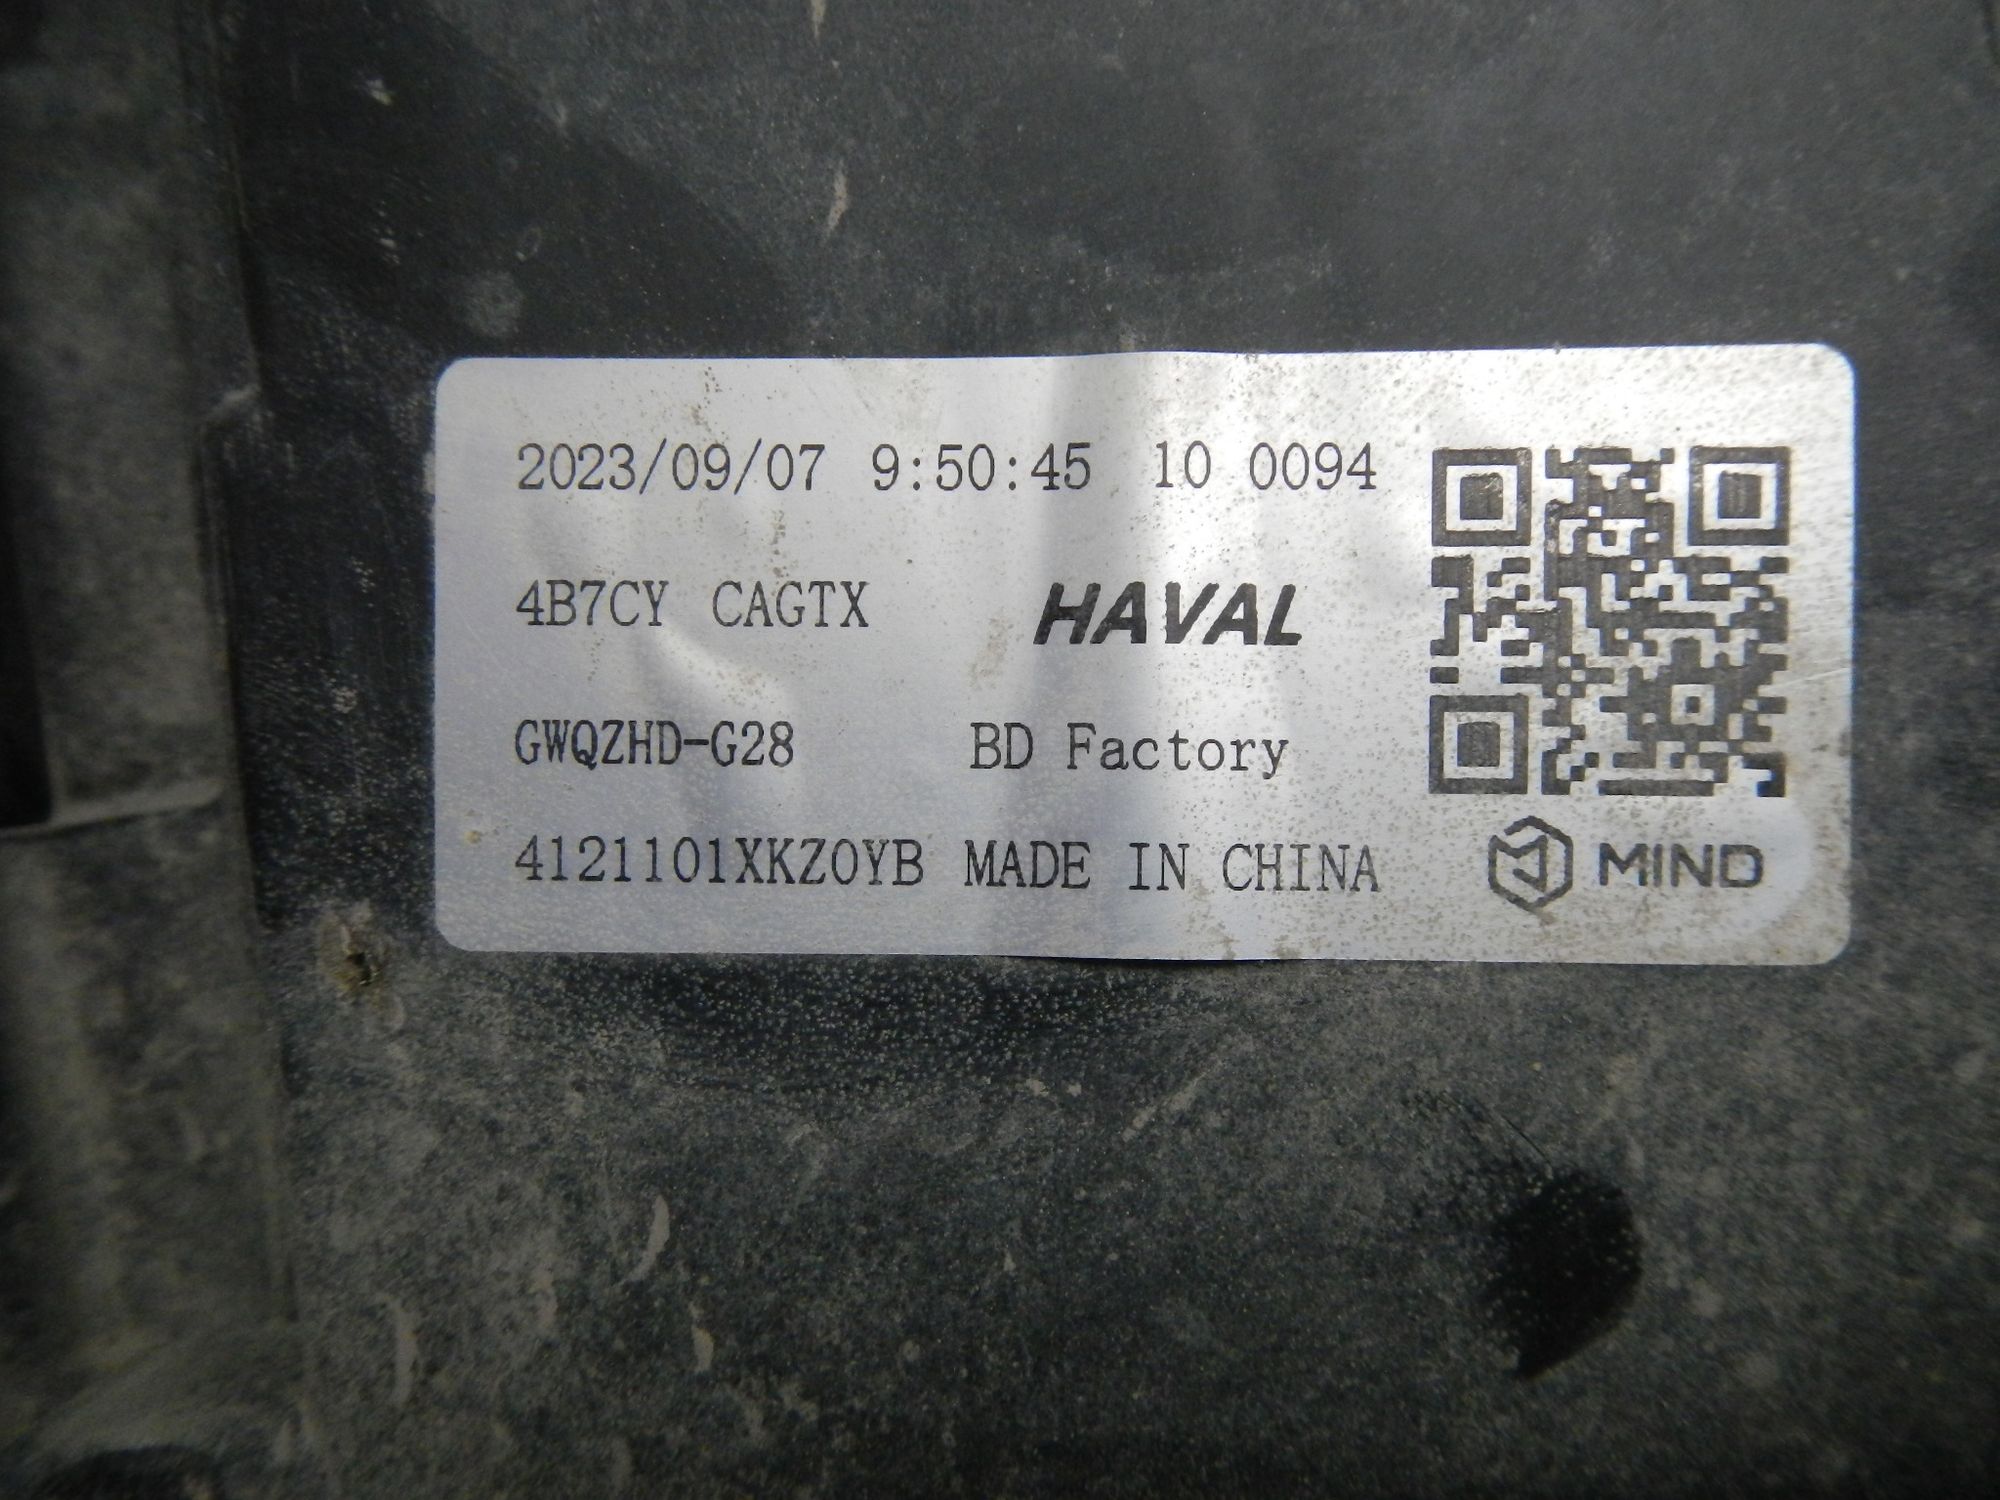 2023/09/07 9:50:45 10 0094
4B7CY CAGTX HAVAL
GWQZHD-G28 BD Factory
4121101XKZ0YB MADE IN CHINA MIND